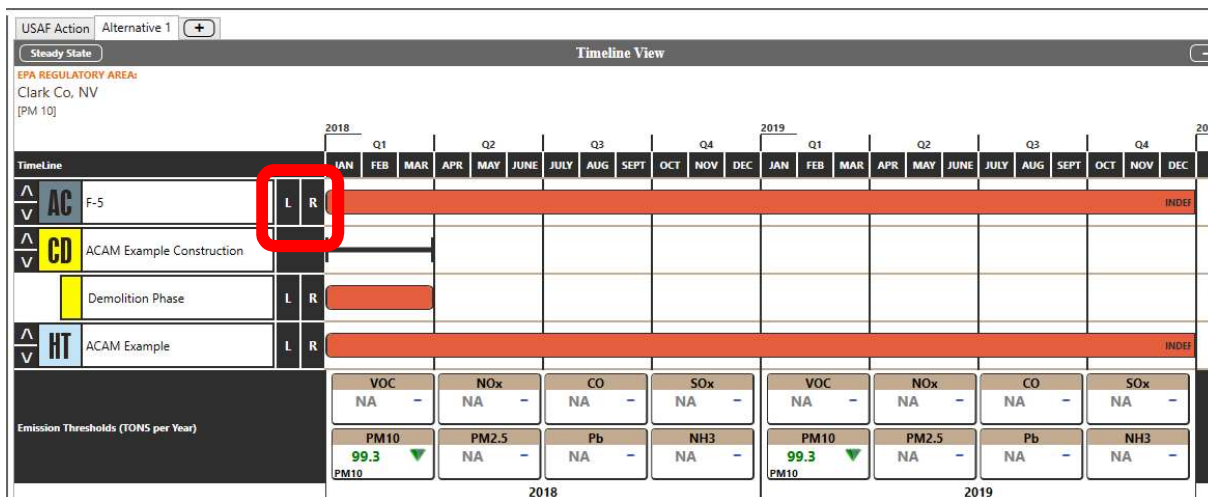 USAF Action Alternative 1 +
Steady State Timeline View
EPA REGULATORY AREA:
Clark Co, NV
[PM 10]
2018 2019
Q1 Q2 Q3 Q4 Q1 Q2 Q3 Q4
TimeLine JAN FEB MAR APR MAY JUNE JULY AUG SEPT OCT NOV DEC JAN FEB MAR APR MAY JUNE JULY AUG SEPT OCT NOV DEC
AC F-5 L R INDEF
CD ACAM Example Construction
Demolition Phase L R
HT ACAM Example L R INDEF
VOC NOx CO SOx VOC NOx CO SOx
NA - NA - NA - NA - NA - NA - NA - NA -
Emission Thresholds (TONS per Year)
PM10 PM2.5 Pb NH3 PM10 PM2.5 Pb NH3
99.3 NA - NA - NA - 99.3 NA - NA - NA -
PM10 PM10
2018 2019